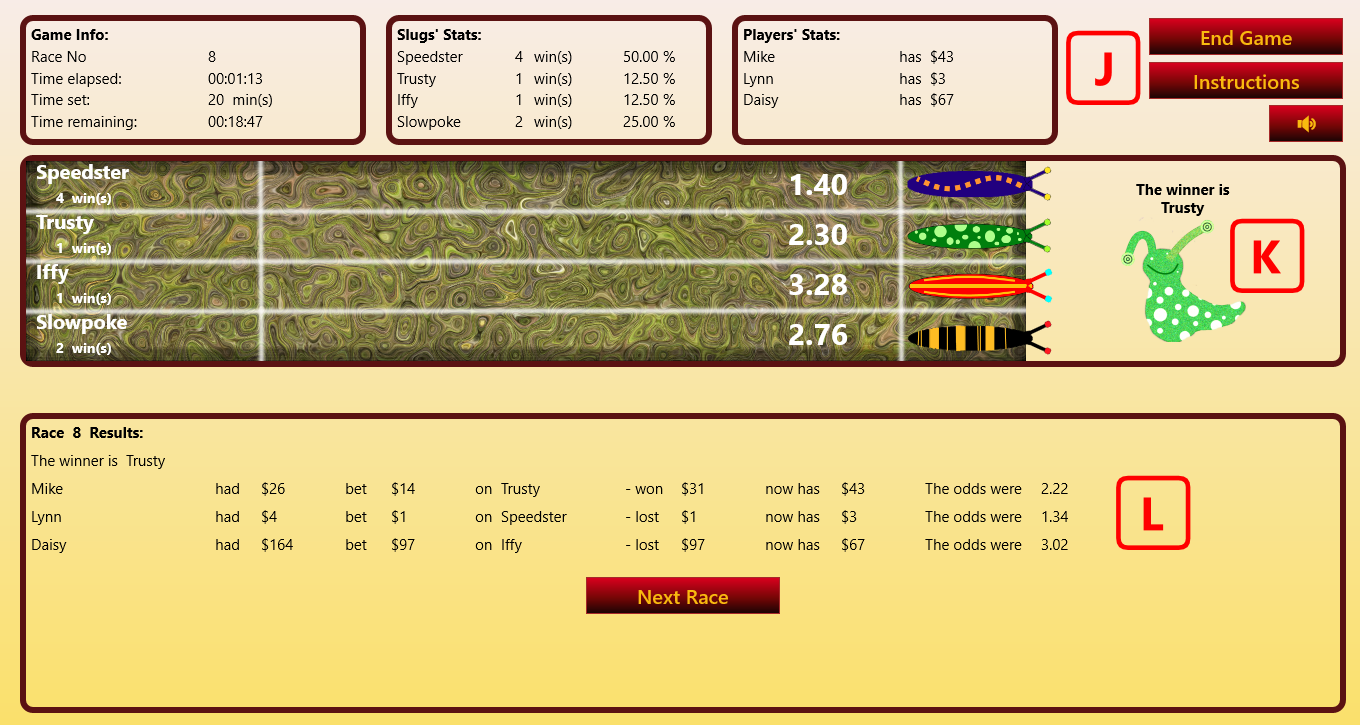 Game Info:
Race No 8
Time elapsed: 00:01:13
Time set: 20 min(s)
Time remaining: 00:18:47
Slugs' Stats:
Speedster 4 win(s) 50.00 %
Trusty 1 win(s) 12.50 %
Iffy 1 win(s) 12.50 %
Slowpoke 2 win(s) 25.00 %
Players' Stats:
Mike has $43
Lynn has $3
Daisy has $67
J
End Game
Instructions
Speedster
4 win(s)
1.40
Trusty
1 win(s)
2.30
Iffy
1 win(s)
3.28
Slowpoke
2 win(s)
2.76
The winner is
Trusty
K
Race 8 Results:
The winner is Trusty
Mike had $26 bet $14 on Trusty - won $31 now has $43 The odds were 2.22
Lynn had $4 bet $1 on Speedster - lost $1 now has $3 The odds were 1.34
Daisy had $164 bet $97 on Iffy - lost $97 now has $67 The odds were 3.02
L
Next Race